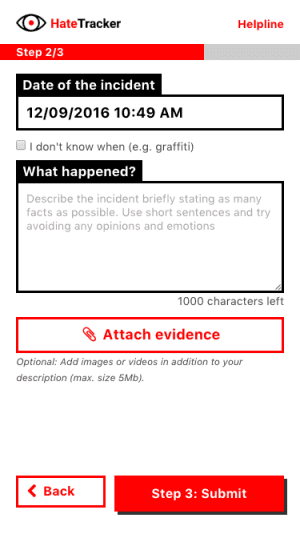 HateTracker
Helpline
Step 2/3
Date of the incident
12/09/2016 10:49 AM
I don't know when (e.g. graffiti)
What happened?
Describe the incident briefly stating as many
facts as possible. Use short sentences and try
avoiding any opinions and emotions
1000 characters left
Attach evidence
Optional: Add images or videos in addition to your
description (max. size 5Mb).
Back
Step 3: Submit